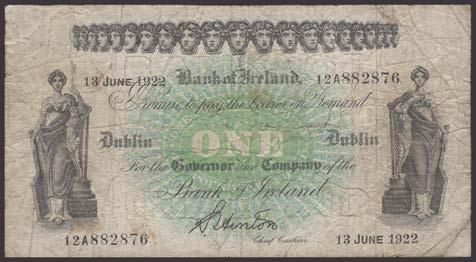 13 JUNE 1922 Bank of Ireland, 12A882876
Promise to pay the Bearer on Demand
Dublin ONE Dublin
For the Governor and Company of the
Bank of Ireland
S Hinton
12A882876 Chief Cashier. 13 JUNE 1922